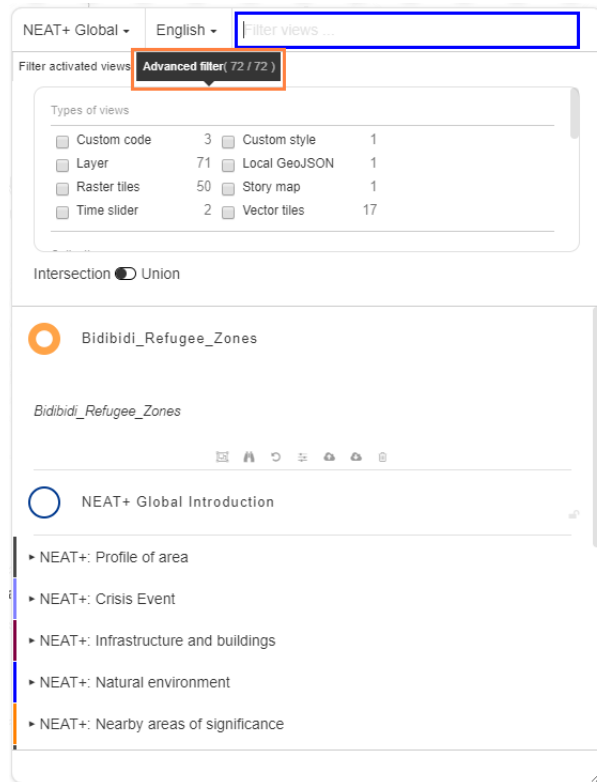 NEAT+ Global English Filter views ...
Filter activated views Advanced filter( 72 / 72 )
Types of views
Custom code 3 Custom style 1
Layer 71 Local GeoJSON 1
Raster tiles 50 Story map 1
Time slider 2 Vector tiles 17
Intersection Union
Bidibidi_Refugee_Zones
Bidibidi_Refugee_Zones
NEAT+ Global Introduction
NEAT+: Profile of area
NEAT+: Crisis Event
NEAT+: Infrastructure and buildings
NEAT+: Natural environment
NEAT+: Nearby areas of significance